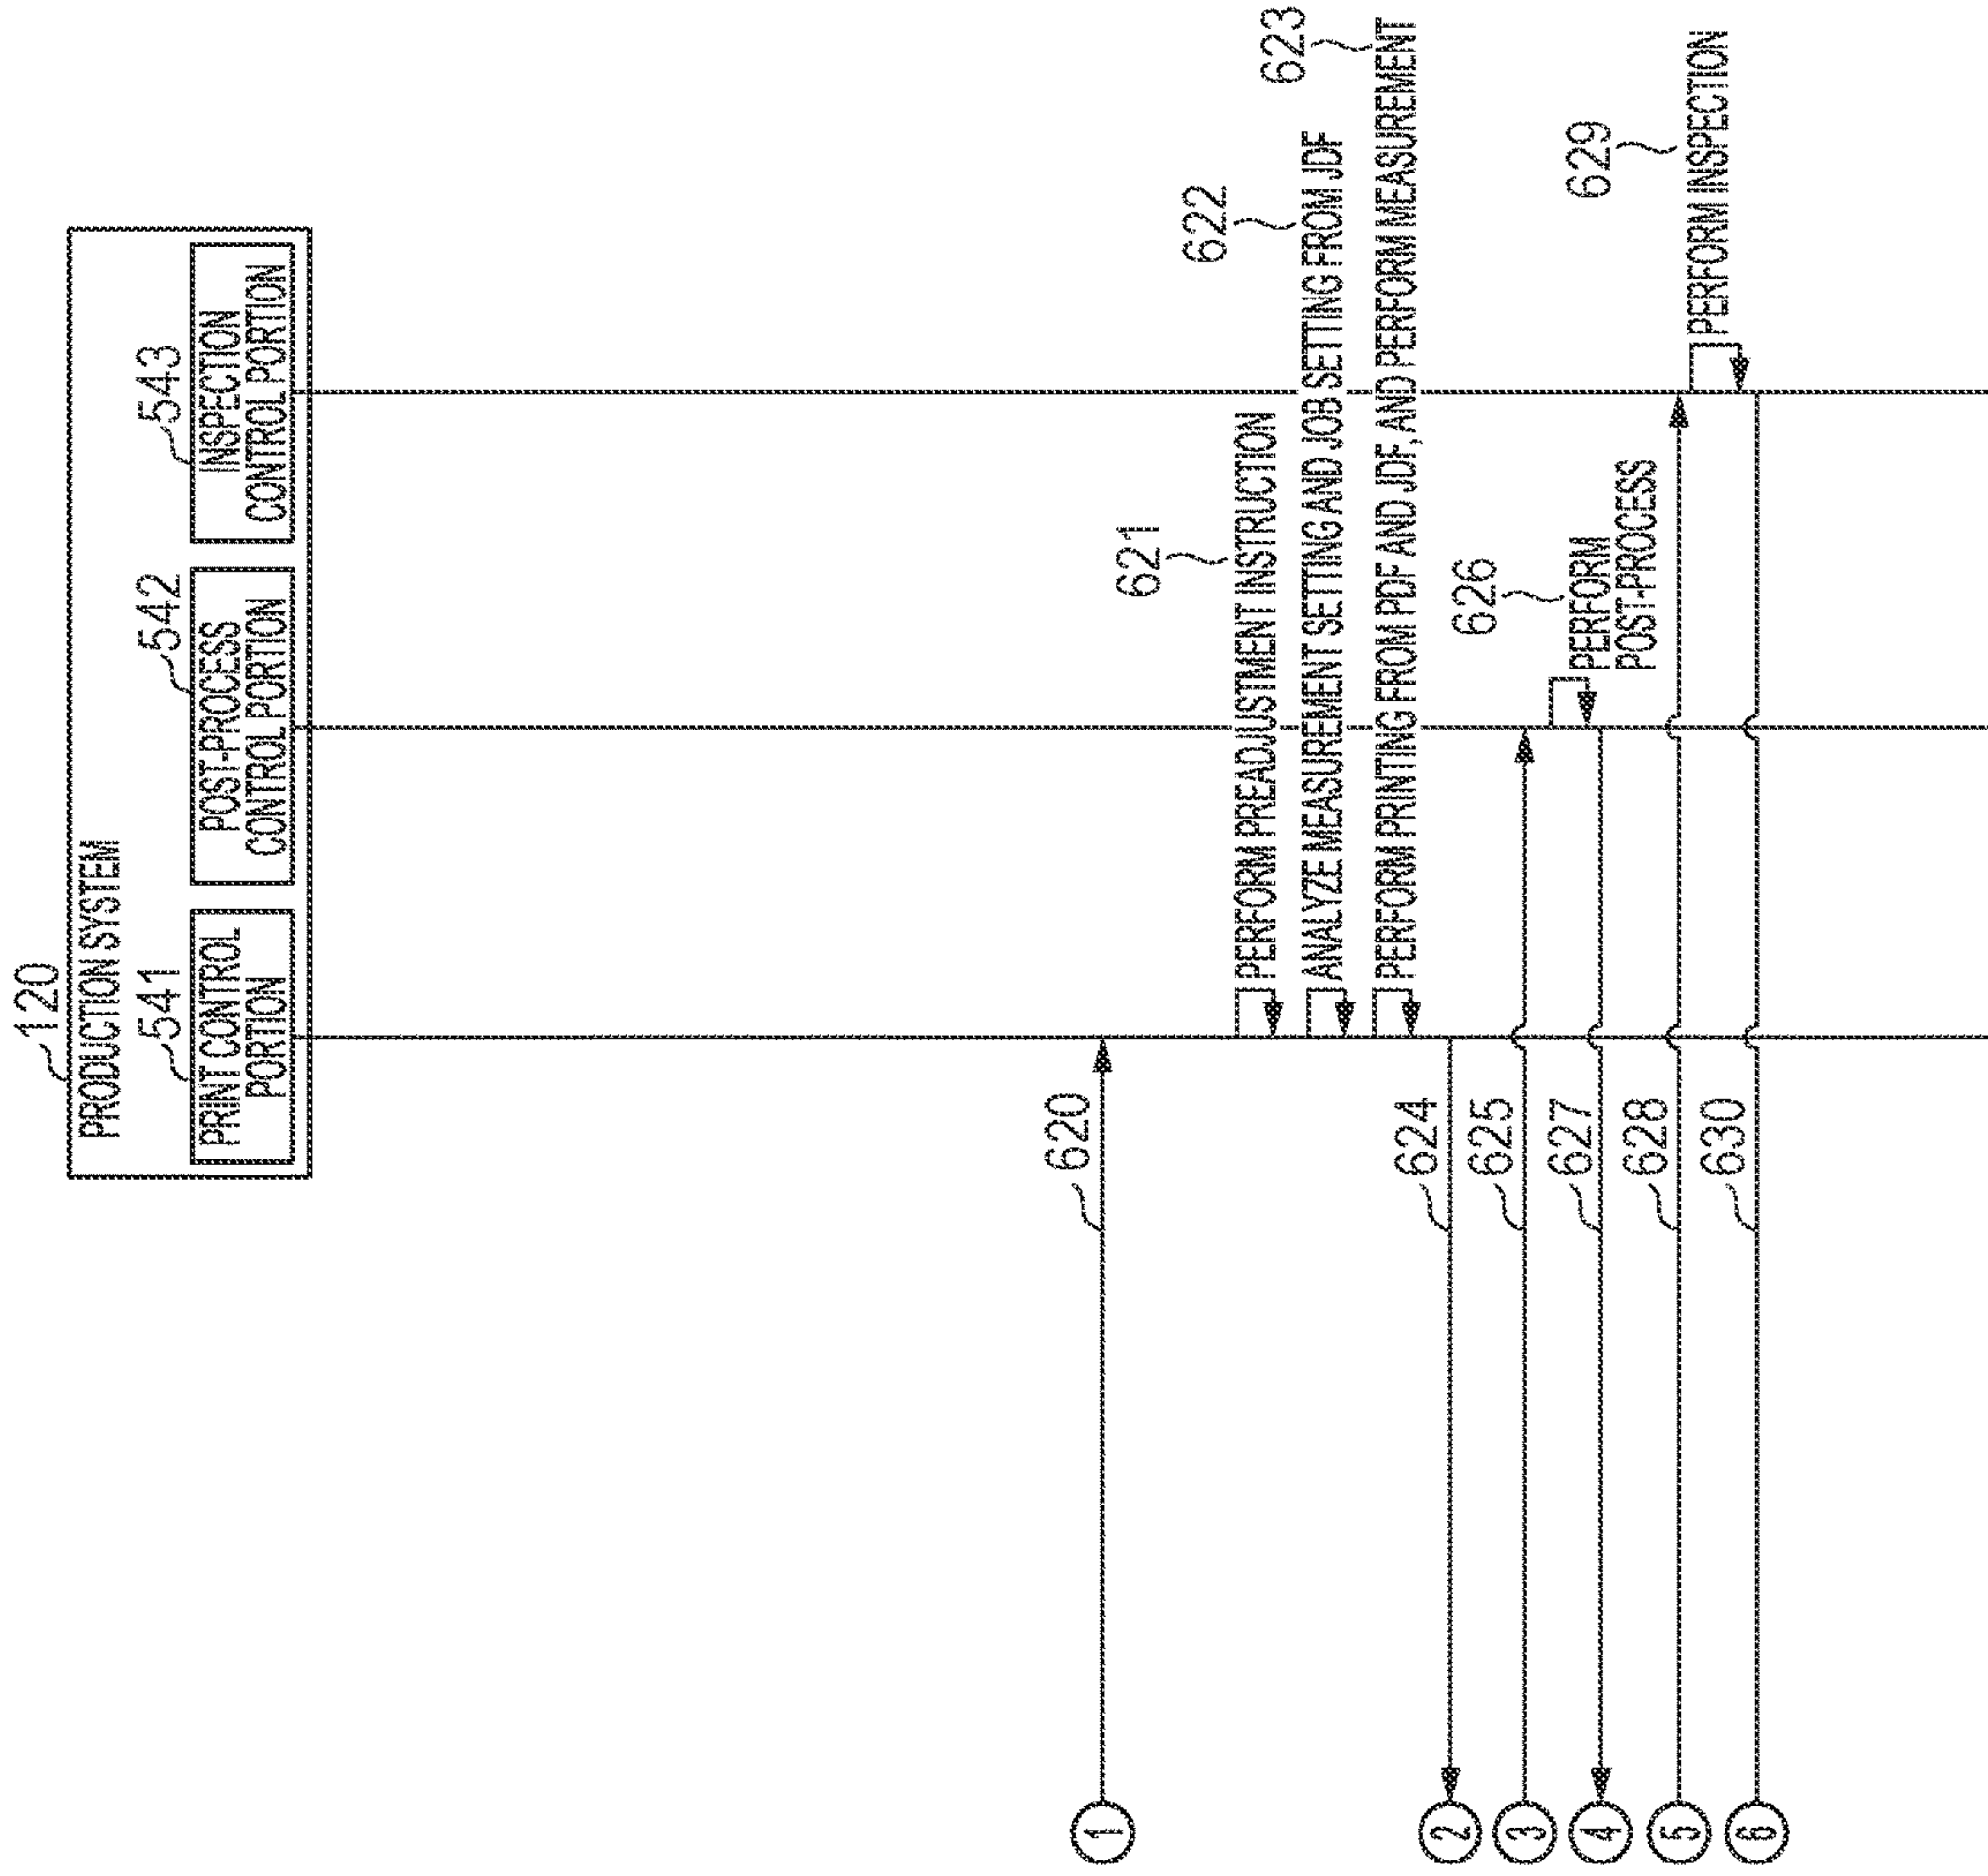 120
PRODUCTION SYSTEM
541
PRINT CONTROL
PORTION
542
POST-PROCESS
CONTROL PORTION
543
INSPECTION
CONTROL PORTION
1
620
621
PERFORM PREADJUSTMENT INSTRUCTION
622
ANALYZE MEASUREMENT SETTING AND JOB SETTING FROM JDF
623
PERFORM PRINTING FROM PDF AND JDF, AND PERFORM MEASUREMENT
2
624
3
625
626
PERFORM
POST-PROCESS
4
627
5
628
629
PERFORM INSPECTION
6
630